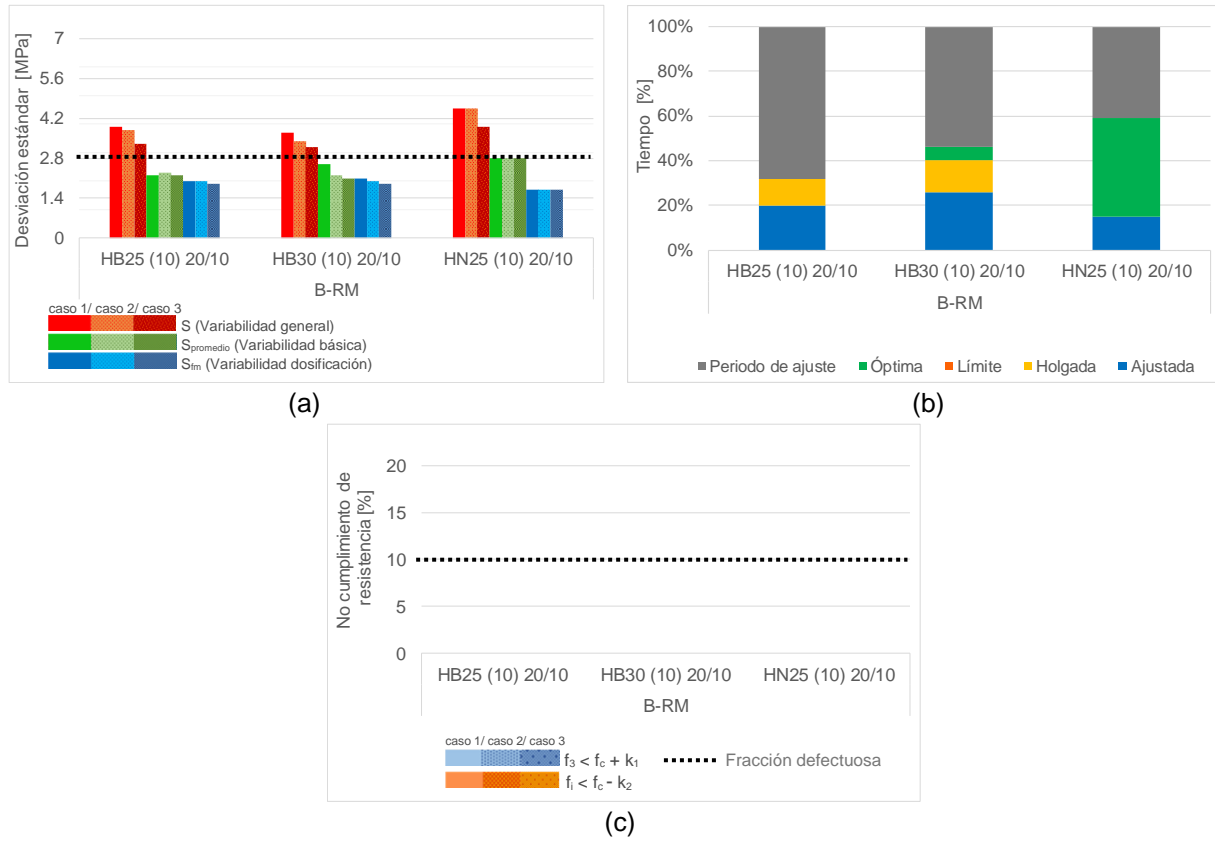 Desviación estándar [MPa]
7
5.6
4.2
2.8
1.4
0
HB25 (10) 20/10 HB30 (10) 20/10 HN25 (10) 20/10
B-RM
caso 1/ caso 2/ caso 3
S (Variabilidad general)
Spromedio (Variabilidad básica)
Sfm (Variabilidad dosificación)
(a)
Tiempo [%]
100%
80%
60%
40%
20%
0%
HB25 (10) 20/10 HB30 (10) 20/10 HN25 (10) 20/10
B-RM
Periodo de ajuste Óptima Límite Holgada Ajustada
(b)
No cumplimiento de
resistencia [%]
20
15
10
5
0
HB25 (10) 20/10 HB30 (10) 20/10 HN25 (10) 20/10
B-RM
caso 1/ caso 2/ caso 3
f3 < fc + k1 Fracción defectuosa
fi < fc - k2
(c)